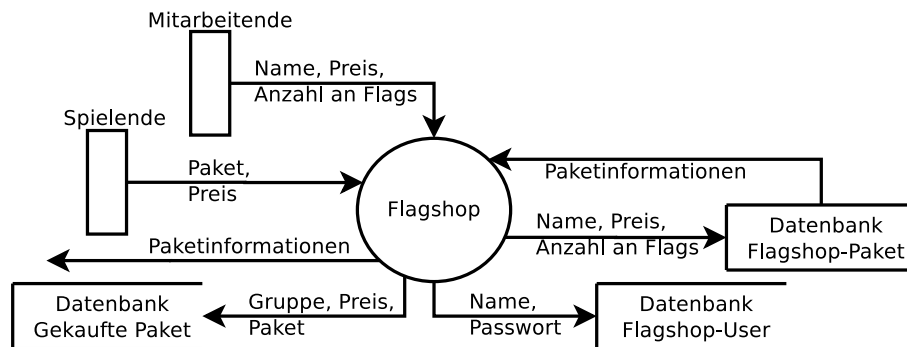 Mitarbeitende
Name, Preis,
Anzahl an Flags
Spielende
Paket,
Preis
Flagshop
Paketinformationen
Name, Preis,
Anzahl an Flags
Datenbank
Flagshop-Paket
Paketinformationen
Datenbank
Gekaufte Paket
Gruppe, Preis,
Paket
Name,
Passwort
Datenbank
Flagshop-User